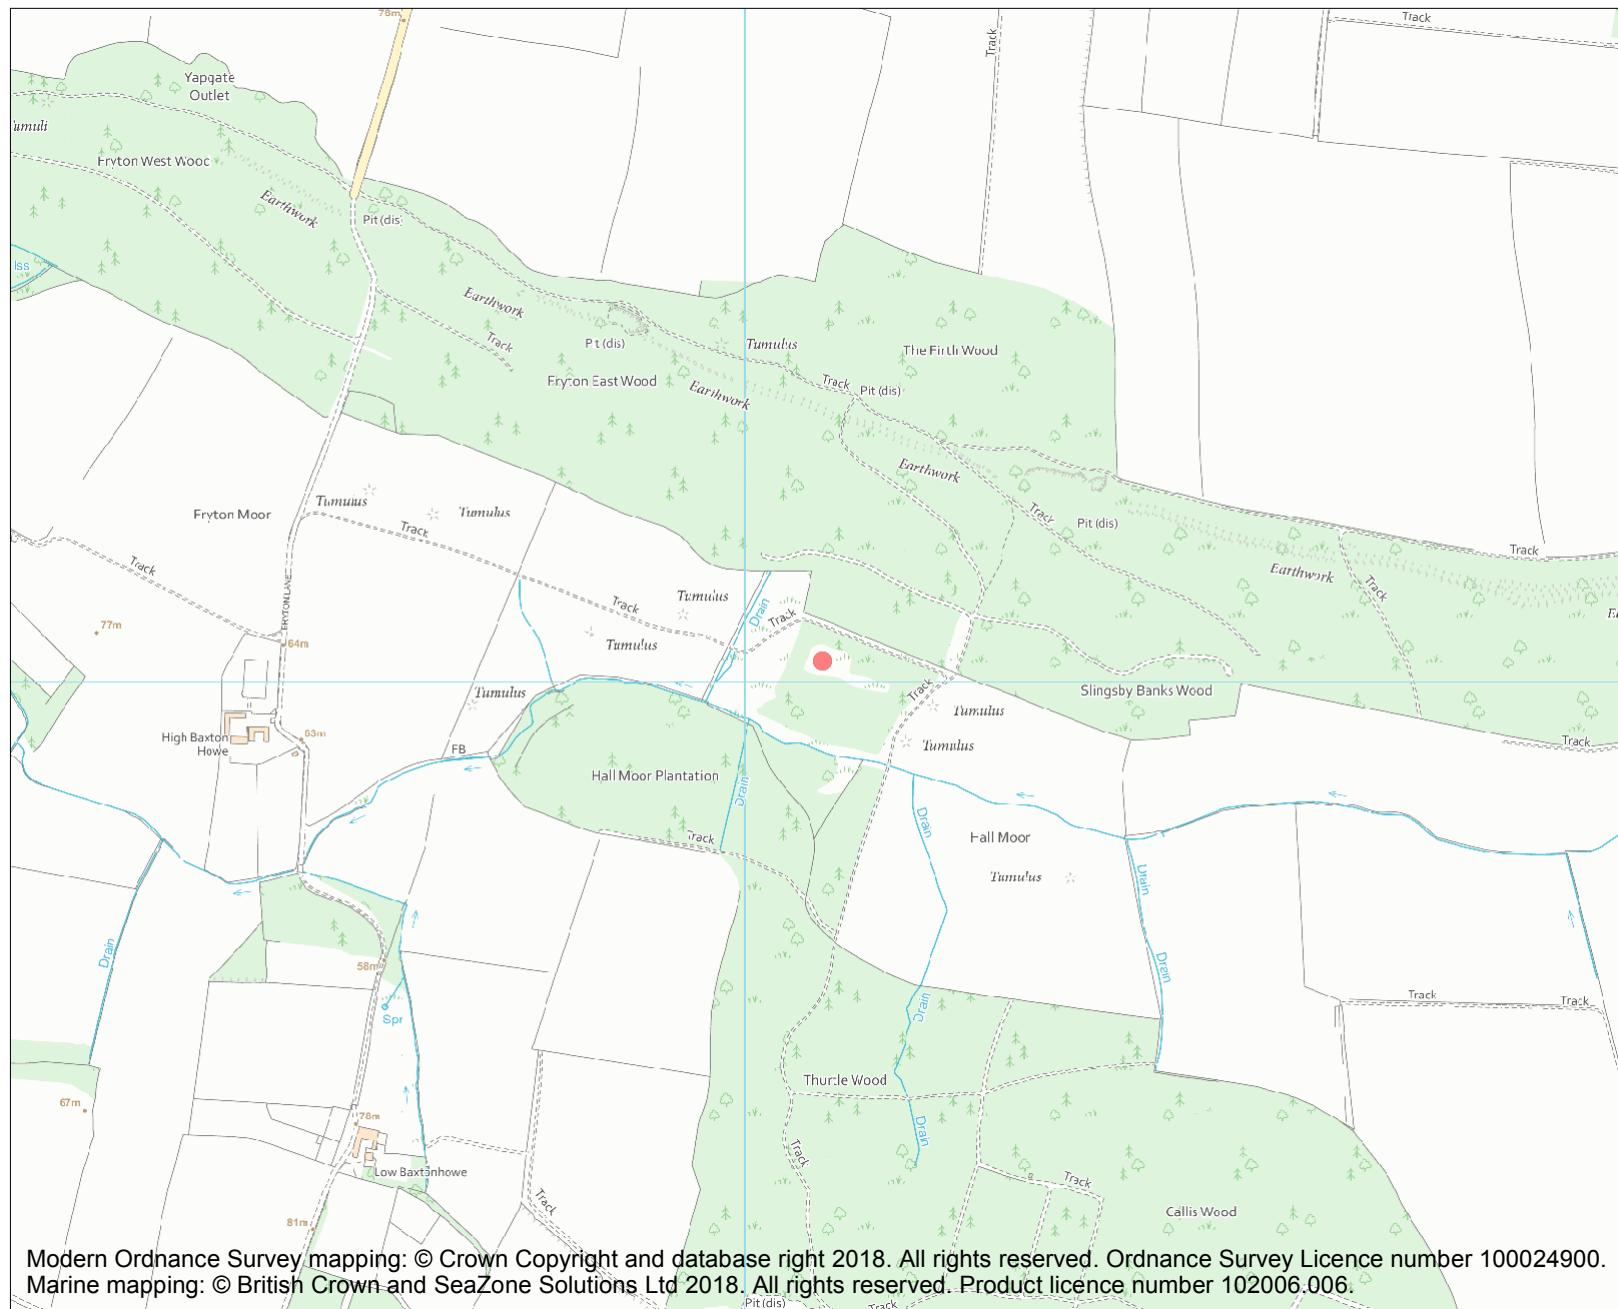 78m
Track
Track
Yapgate
Outlet
Fryton West Wood
Earthwork
Pit (dis)
Iss
Earthwork
Track
Pit (dis)
Tumulus
The Firth Wood
Fryton East Wood
Earthwork
Track
Pit (dis)
Earthwork
Track
Pit (dis)
Fryton Moor
Tumulus
Tumulus
Track
Track
Track
Earthwork
Track
FRYTON LANE
Track
Tumulus
Drain
Track
77m
64m
Tumulus
Tumulus
Track
Slingsby Banks Wood
Tumulus
Tumulus
High Baxton
Howe
63m
FB
Track
Hall Moor Plantation
Drain
Drain
Track
Hall Moor
Tumulus
Drain
Drain
58m
Drain
Spr
Drain
Track
Track
Thurtle Wood
67m
78m
Drain
Track
Low Baxtonhowe
Track
Track
Callis Wood
81m
Modern Ordnance Survey mapping: © Crown Copyright and database right 2018. All rights reserved. Ordnance Survey Licence number 100024900.
Marine mapping: © British Crown and SeaZone Solutions Ltd 2018. All rights reserved. Product licence number 102006.006.
Pit (dis)
Track